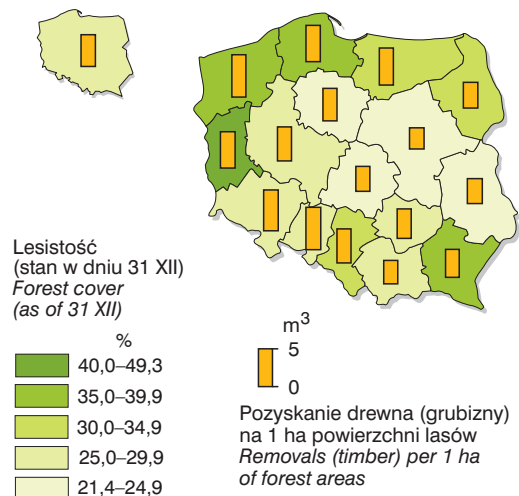 Lesistość
(stan w dniu 31 XII)
Forest cover
(as of 31 XII)
%
40,0–49,3
35,0–39,9
30,0–34,9
25,0–29,9
21,4–24,9
m³
5
0
Pozyskanie drewna (grubizny)
na 1 ha powierzchni lasów
Removals (timber) per 1 ha
of forest areas